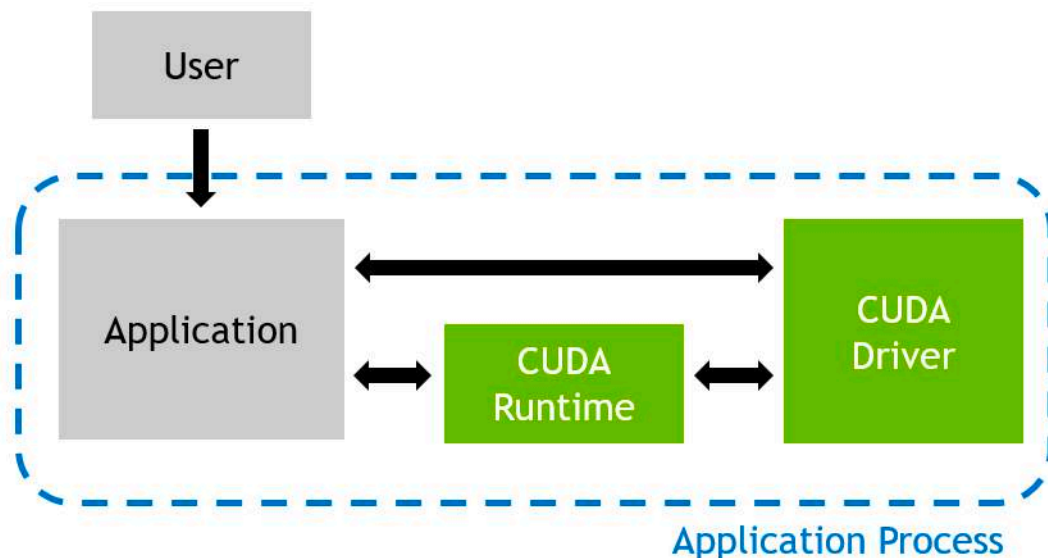 User
Application
CUDA
Runtime
CUDA
Driver
Application Process